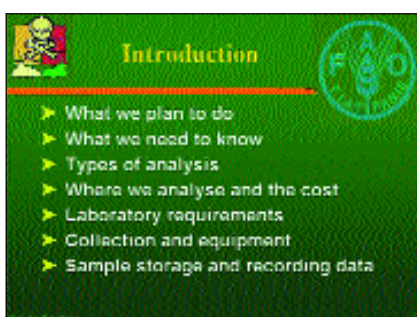 Introduction
F A O
What we plan to do
What we need to know
Types of analysis
Where we analyse and the cost
Laboratory requirements
Collection and equipment
Sample storage and recording data